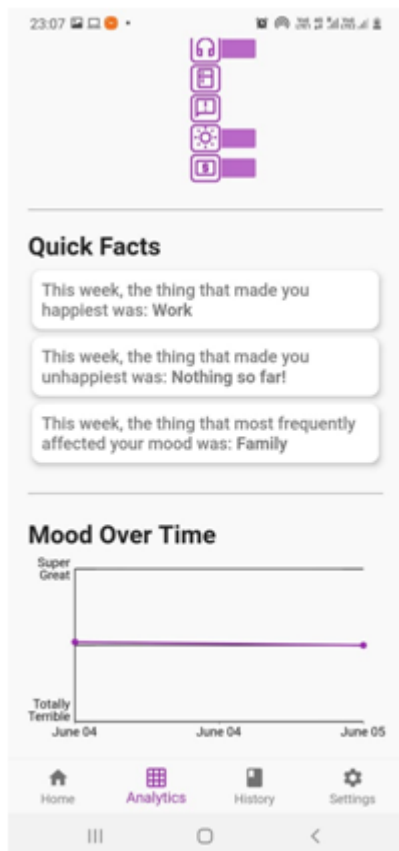 23:07
Quick Facts
This week, the thing that made you
happiest was: Work
This week, the thing that made you
unhappiest was: Nothing so far!
This week, the thing that most frequently
affected your mood was: Family
Mood Over Time
Super
Great
Totally
Terrible
June 04 June 04 June 05
Home Analytics History Settings